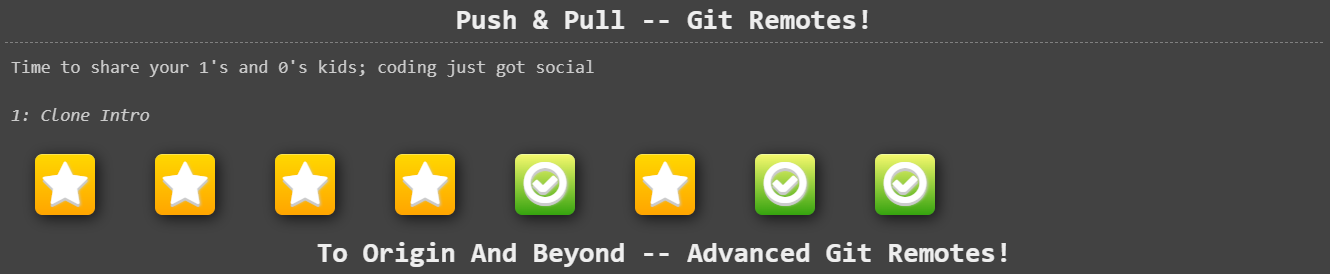 Push & Pull -- Git Remotes!
Time to share your 1's and 0's kids; coding just got social
1: Clone Intro
To Origin And Beyond -- Advanced Git Remotes!